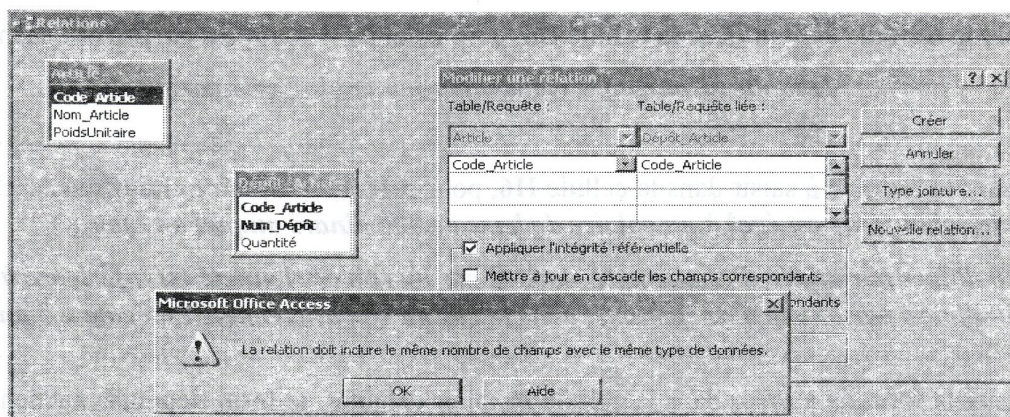 Relations
Article
Code_Article
Nom_Article
PoidsUnitaire
Code_Article
Num_Dépôt
Quantité
Modifier une relation
Table/Requête :
Table/Requête liée :
Article
Dépôt_Article
Code_Article
Code_Article
Créer
Annuler
Type jointure...
Nouvelle relation...
Appliquer l'intégrité référentielle
Mettre à jour en cascade les champs correspondants
Microsoft Office Access
La relation doit inclure le même nombre de champs avec le même type de données.
OK
Aide